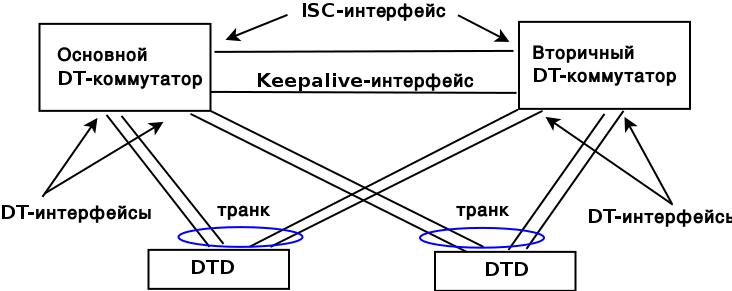 ISC-интерфейс
Основной
DT-коммутатор
Вторичный
DT-коммутатор
Keepalive-интерфейс
DT-интерфейсы
транк
транк
DT-интерфейсы
DTD
DTD